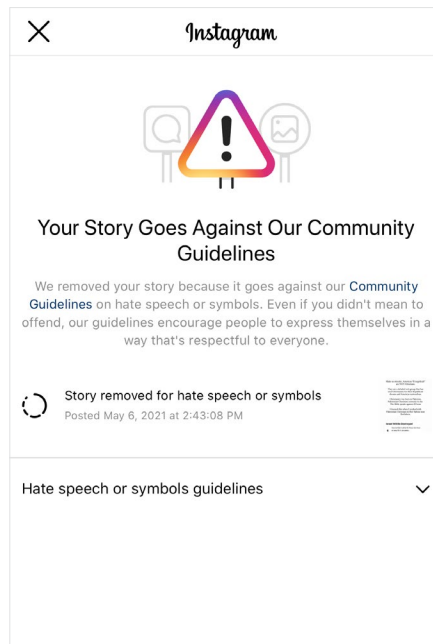 Instagram
Your Story Goes Against Our Community
Guidelines
We removed your story because it goes against our Community
Guidelines on hate speech or symbols. Even if you didn't mean to
offend, our guidelines encourage people to express themselves in a
way that's respectful to everyone.
Story removed for hate speech or symbols
Posted May 6, 2021 at 2:43:08 PM
Hate speech or symbols guidelines